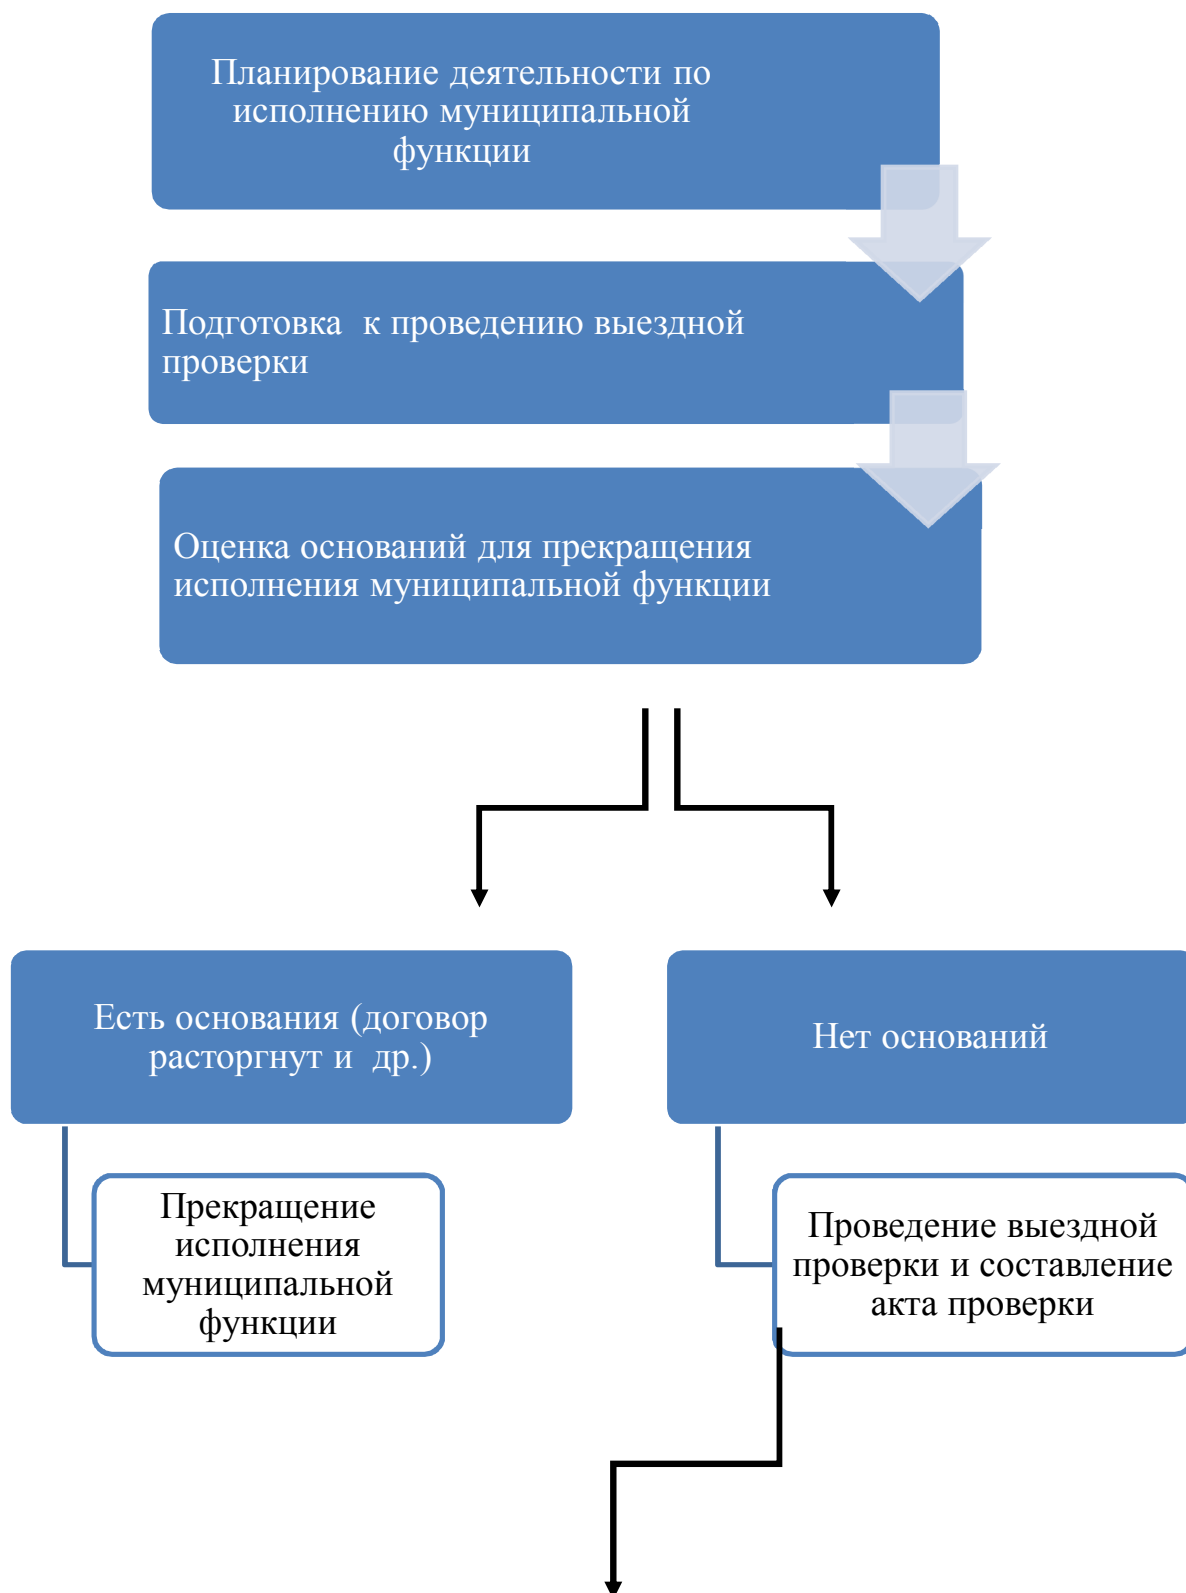 Планирование деятельности по
исполнению муниципальной
функции
Подготовка  к проведению выездной
проверки
Оценка оснований для прекращения
исполнения муниципальной функции
Есть основания (договор
расторгнут и  др.)
Нет оснований
Прекращение
исполнения
муниципальной
функции
Проведение выездной
проверки и составление
акта проверки